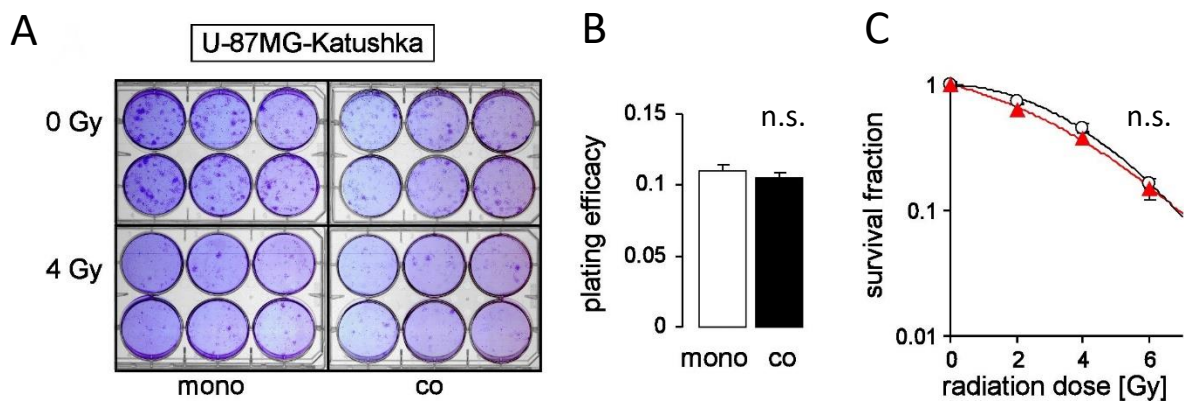 A
U-87MG-Katushka
0 Gy
4 Gy
mono
co
B
n.s.
plating efficacy
0.15
0.1
0.05
0
mono
co
C
n.s.
survival fraction
1
0.1
0.01
0
2
4
6
radiation dose [Gy]